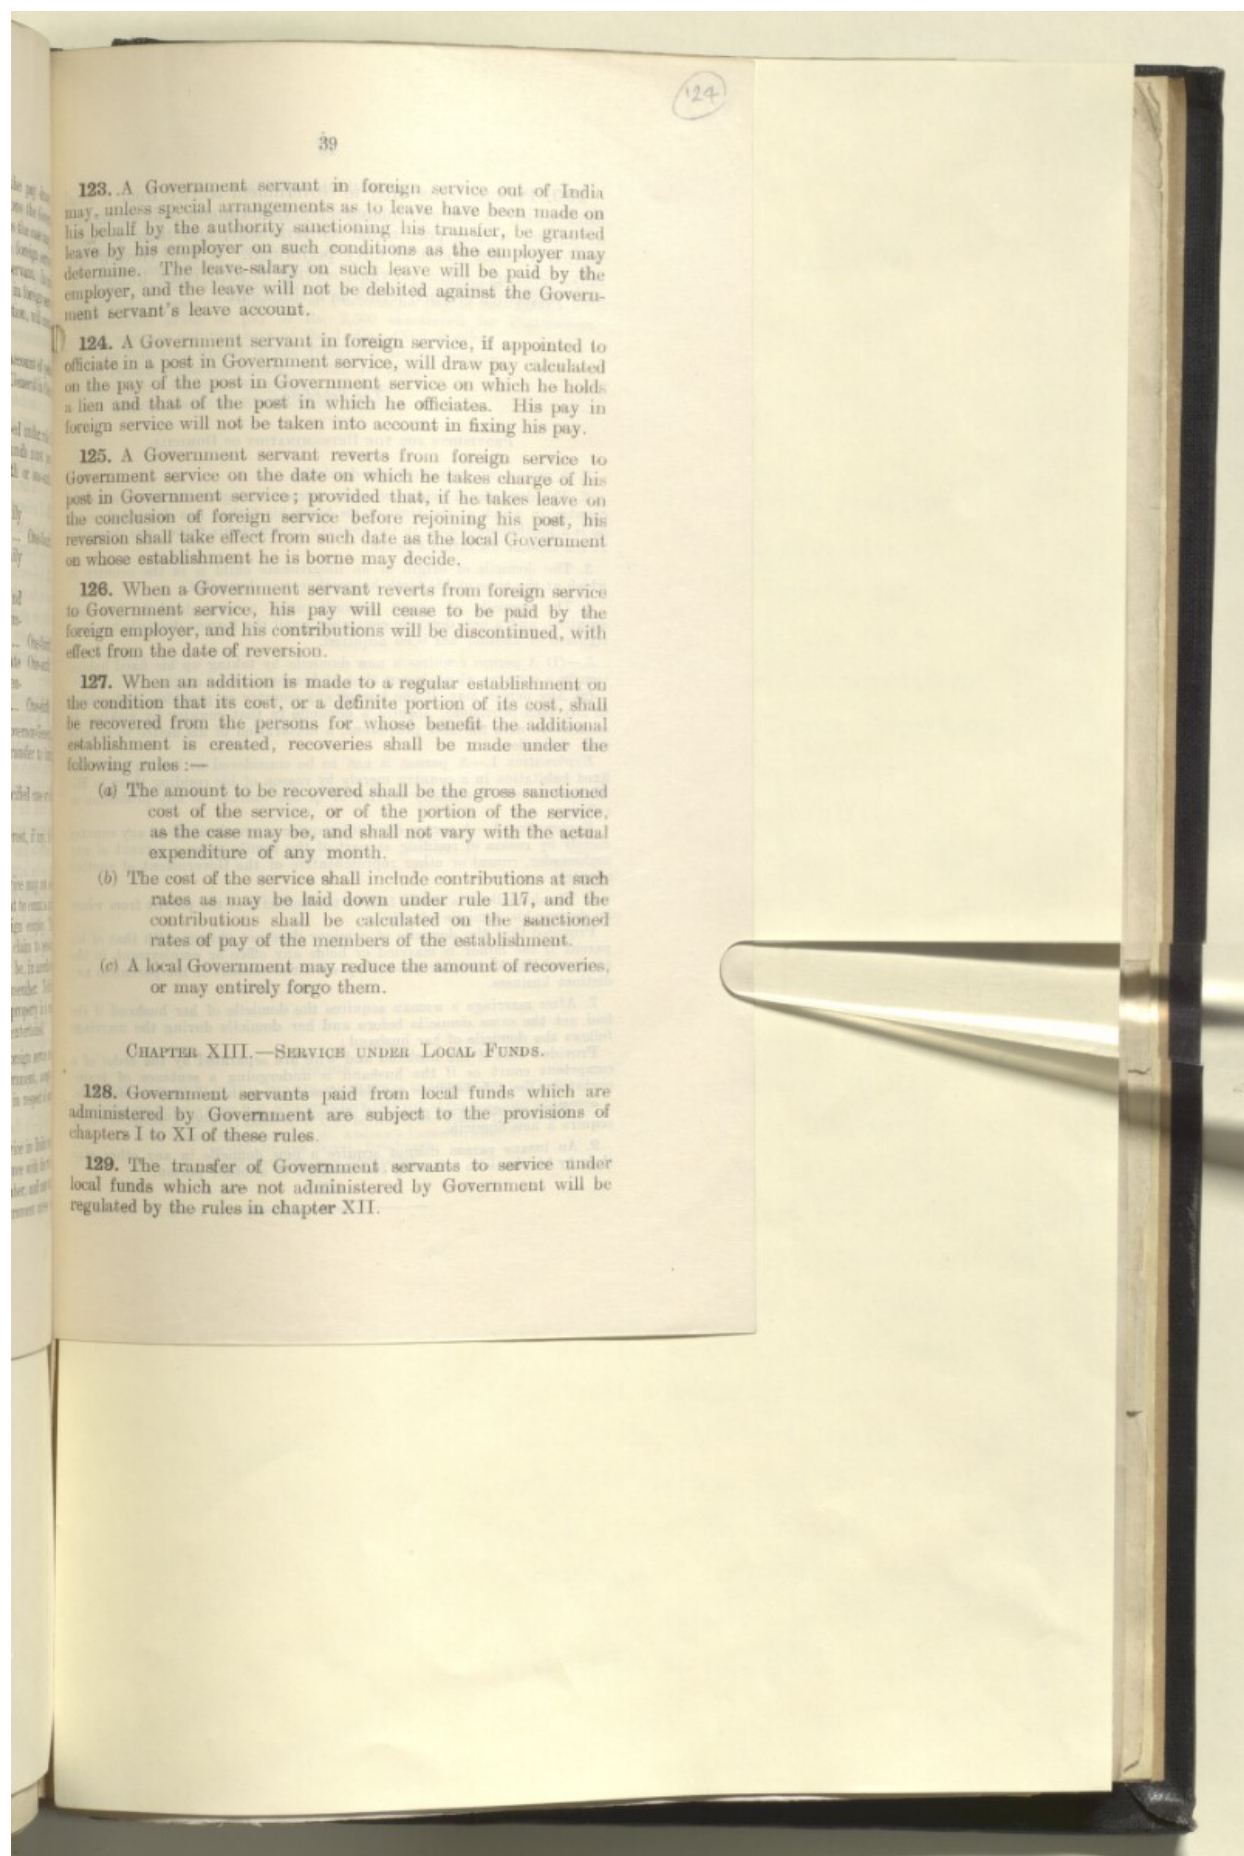 124
39
123. A Government servant in foreign service out of India
may, unless special arrangements as to leave have been made on
his behalf by the authority sanctioning his transfer, be granted
leave by his employer on such conditions as the employer may
determine. The leave-salary on such leave will be paid by the
employer, and the leave will not be debited against the Govern-
ment servant's leave account.
124. A Government servant in foreign service, if appointed to
officiate in a post in Government service, will draw pay calculated
on the pay of the post in Government service on which he holds
a lien and that of the post in which he officiates. His pay in
foreign service will not be taken into account in fixing his pay.
125. A Government servant reverts from foreign service to
Government service on the date on which he takes charge of his
post in Government service; provided that, if he takes leave on
the conclusion of foreign service before rejoining his post, his
reversion shall take effect from such date as the local Government
on whose establishment he is borne may decide.
126. When a Government servant reverts from foreign service
to Government service, his pay will cease to be paid by the
foreign employer, and his contributions will be discontinued, with
effect from the date of reversion.
127. When an addition is made to a regular establishment on
the condition that its cost, or a definite portion of its cost, shall
be recovered from the persons for whose benefit the additional
establishment is created, recoveries shall be made under the
following rules :—
(a) The amount to be recovered shall be the gross sanctioned
cost of the service, or of the portion of the service,
as the case may be, and shall not vary with the actual
expenditure of any month.
(b) The cost of the service shall include contributions at such
rates as may be laid down under rule 117, and the
contributions shall be calculated on the sanctioned
rates of pay of the members of the establishment.
(c) A local Government may reduce the amount of recoveries,
or may entirely forgo them.
CHAPTER XIII.—SERVICE UNDER LOCAL FUNDS.
128. Government servants paid from local funds which are
administered by Government are subject to the provisions of
chapters I to XI of these rules.
129. The transfer of Government servants to service under
local funds which are not administered by Government will be
regulated by the rules in chapter XII.